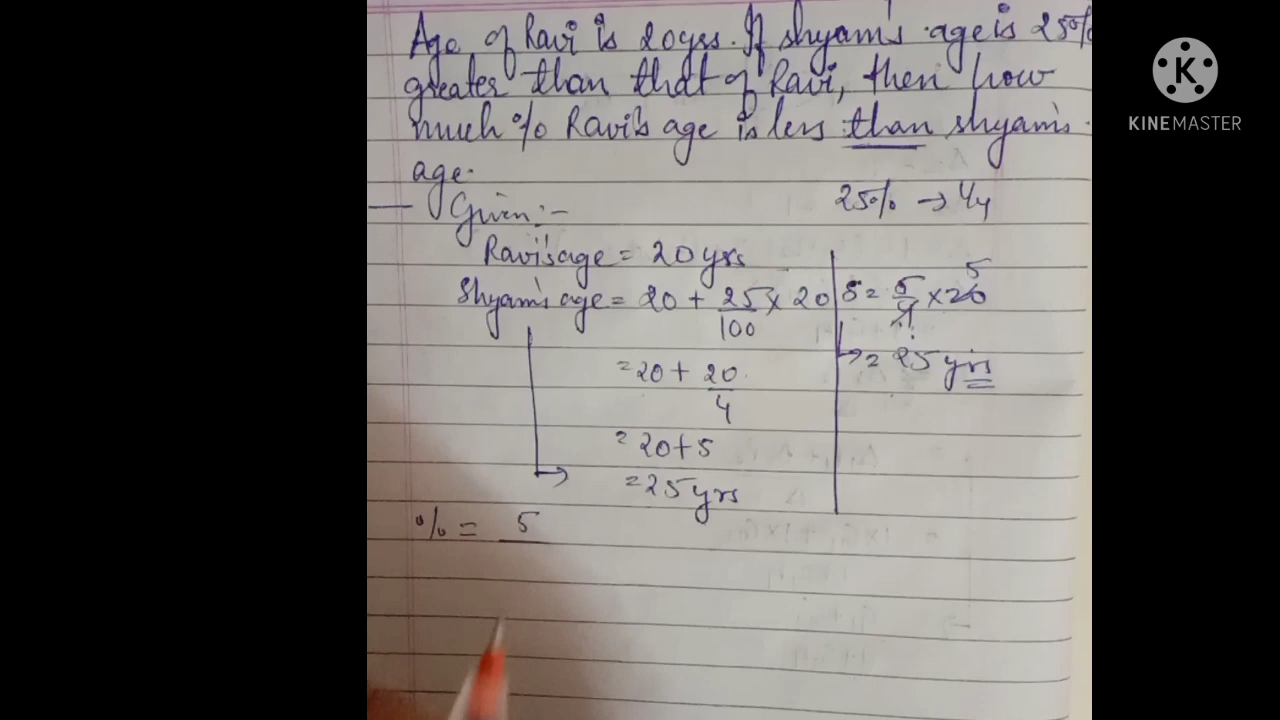 Age of Ravi is 20yrs. If shyam's age is 25%
greater than that of Ravi, then how
much % Ravi's age is less than shyam's
age.
Given:-
25% → 1/4
Ravi's age = 20 yrs
Shyam's age = 20 + 25/100 × 20
= 20 + 20/4
= 20+5
= 25 yrs
S = 5/4 × 20 5
= 25 yrs
% = 5
K
KINEMASTER